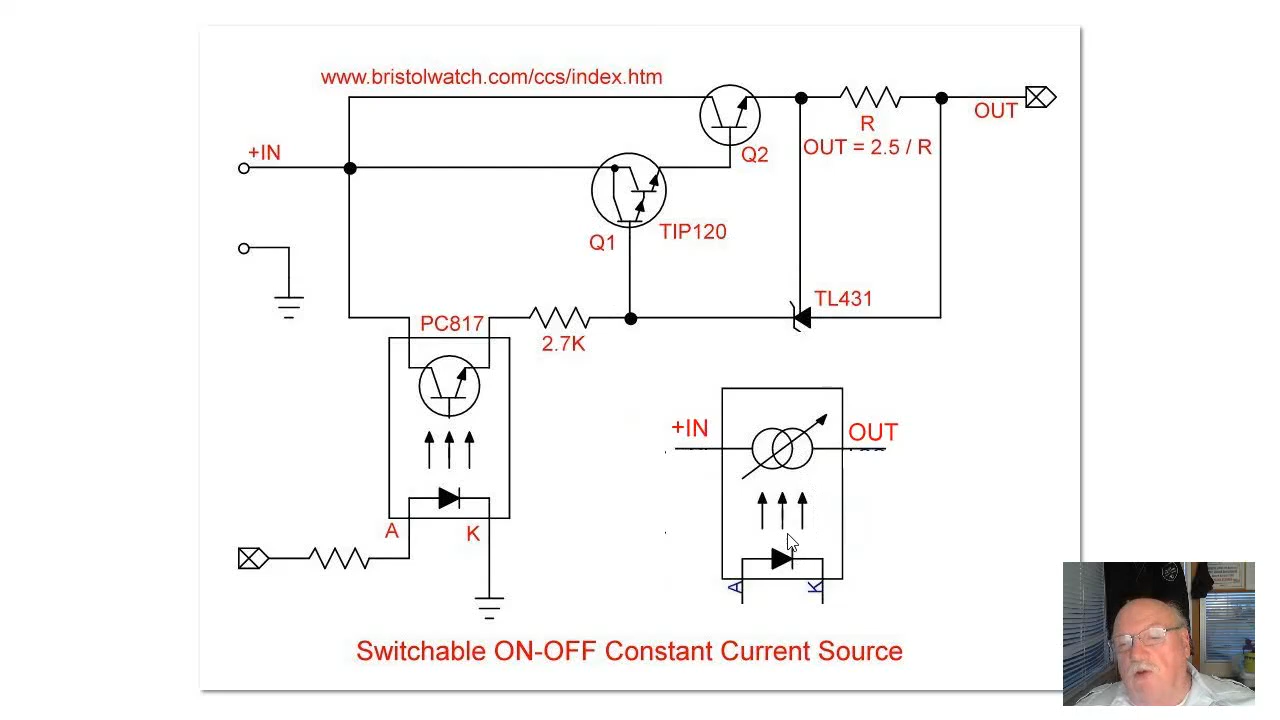 www.bristolwatch.com/ccs/index.htm
OUT
R
OUT = 2.5 / R
+IN
Q2
TIP120
Q1
TL431
PC817
2.7K
+IN
OUT
A
K
A
K
Switchable ON-OFF Constant Current Source